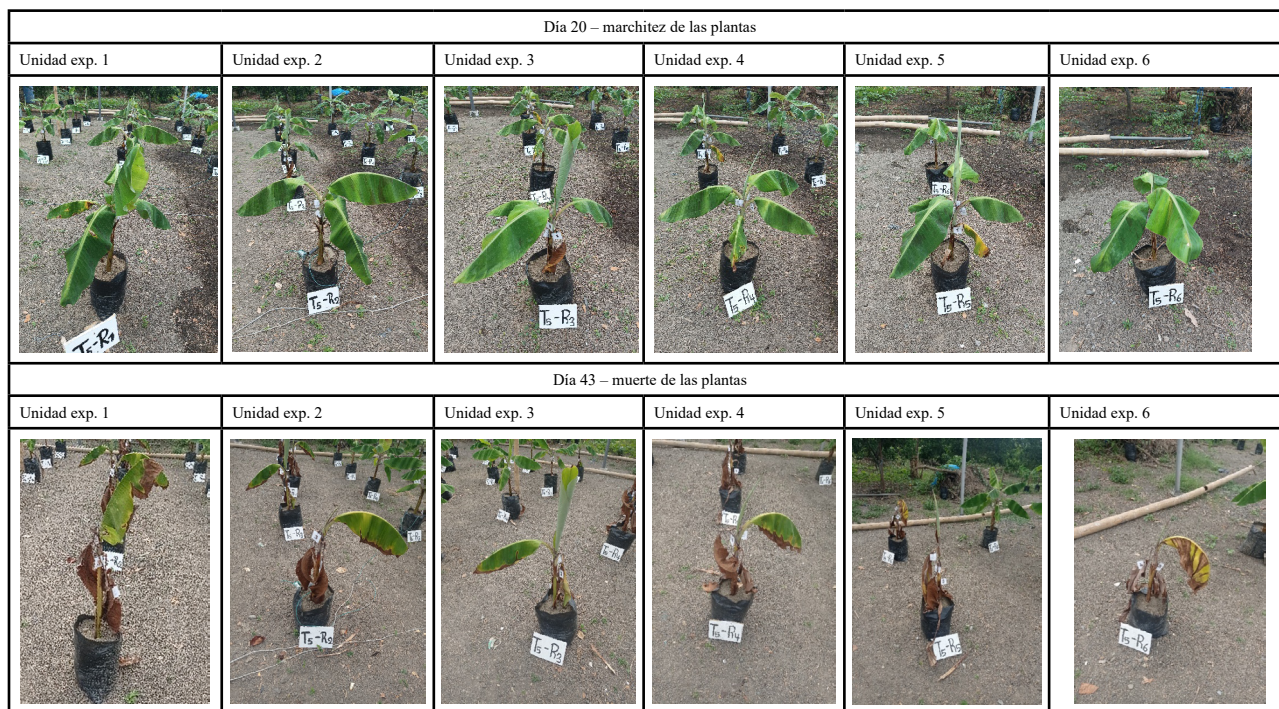 Día 20 – marchitez de las plantas
Unidad exp. 1
Unidad exp. 2
Unidad exp. 3
Unidad exp. 4
Unidad exp. 5
Unidad exp. 6
T5-R2
T5-R3
T5-R4
T5-R5
T5-R6
Día 43 – muerte de las plantas
Unidad exp. 1
Unidad exp. 2
Unidad exp. 3
Unidad exp. 4
Unidad exp. 5
Unidad exp. 6
T5-R2
T5-R3
T5-R4
T5-R5
T5-R6